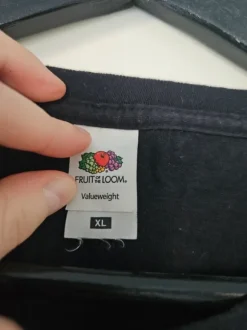 FRUIT OF THE LOOM.
Valueweight
XL